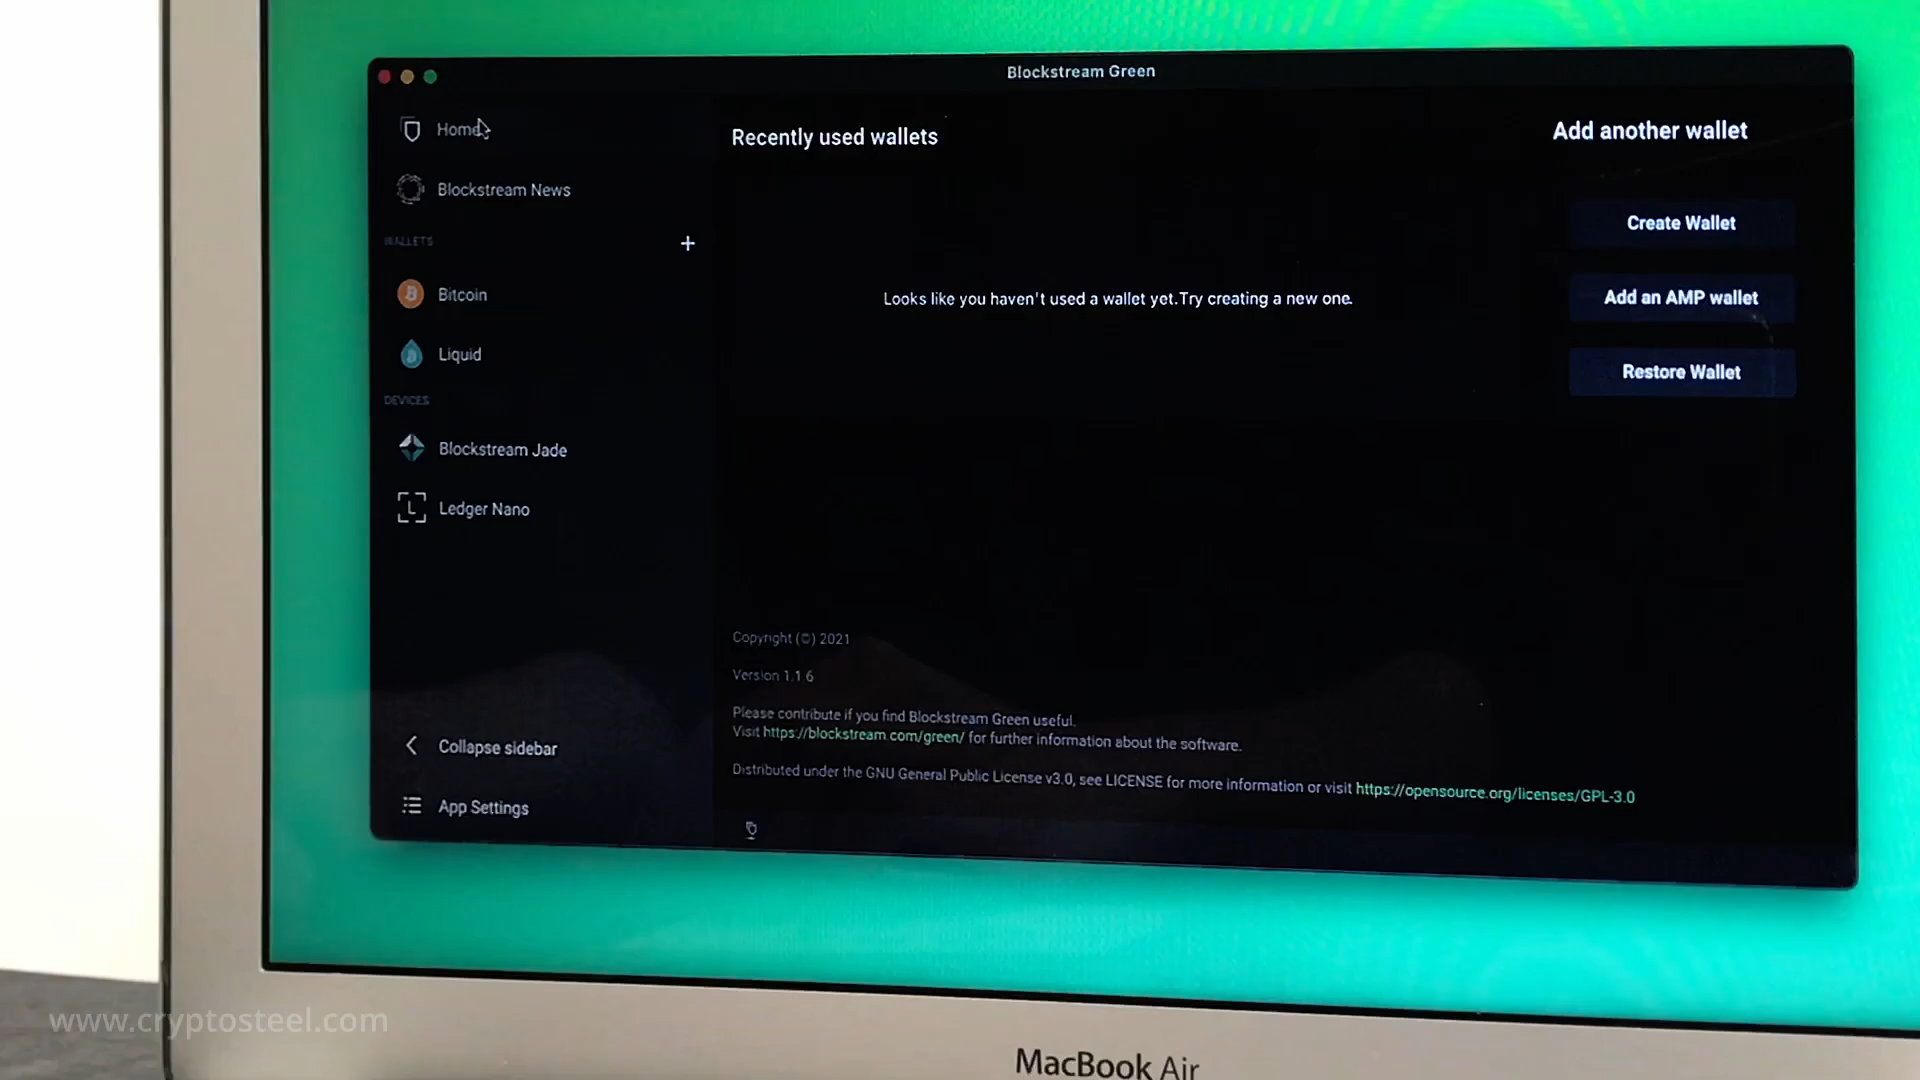 Blockstream Green
Home
Blockstream News
WALLETS
+
Bitcoin
Liquid
DEVICES
Blockstream Jade
Ledger Nano
Collapse sidebar
App Settings
Recently used wallets
Looks like you haven't used a wallet yet.Try creating a new one.
Add another wallet
Create Wallet
Add an AMP wallet
Restore Wallet
Copyright (©) 2021
Version 1.1.6
Please contribute if you find Blockstream Green useful.
Visit https://blockstream.com/green/ for further information about the software.
Distributed under the GNU General Public License v3.0, see LICENSE for more information or visit https://opensource.org/licenses/GPL-3.0
www.cryptosteel.com
MacBook Air